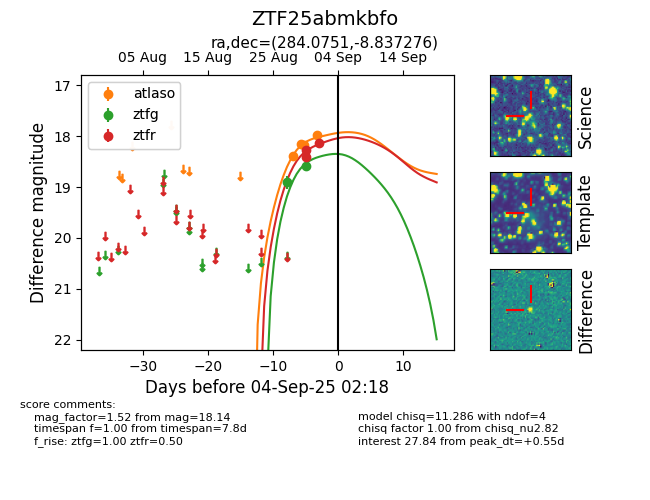 ZTF25abmkbfo
ra,dec=(284.0751,-8.837276)
05 Aug 15 Aug 25 Aug 04 Sep 14 Sep
17
18
19
20
21
22
Difference magnitude
atlaso
ztfg
ztfr
−30 −20 −10 0 10
Days before 04-Sep-25 02:18
Science
Template
Difference
score comments:
mag_factor=1.52 from mag=18.14
timespan f=1.00 from timespan=7.8d
f_rise: ztfg=1.00 ztfr=0.50
model chisq=11.286 with ndof=4
chisq factor 1.00 from chisq_nu2.82
interest 27.84 from peak_dt=+0.55d